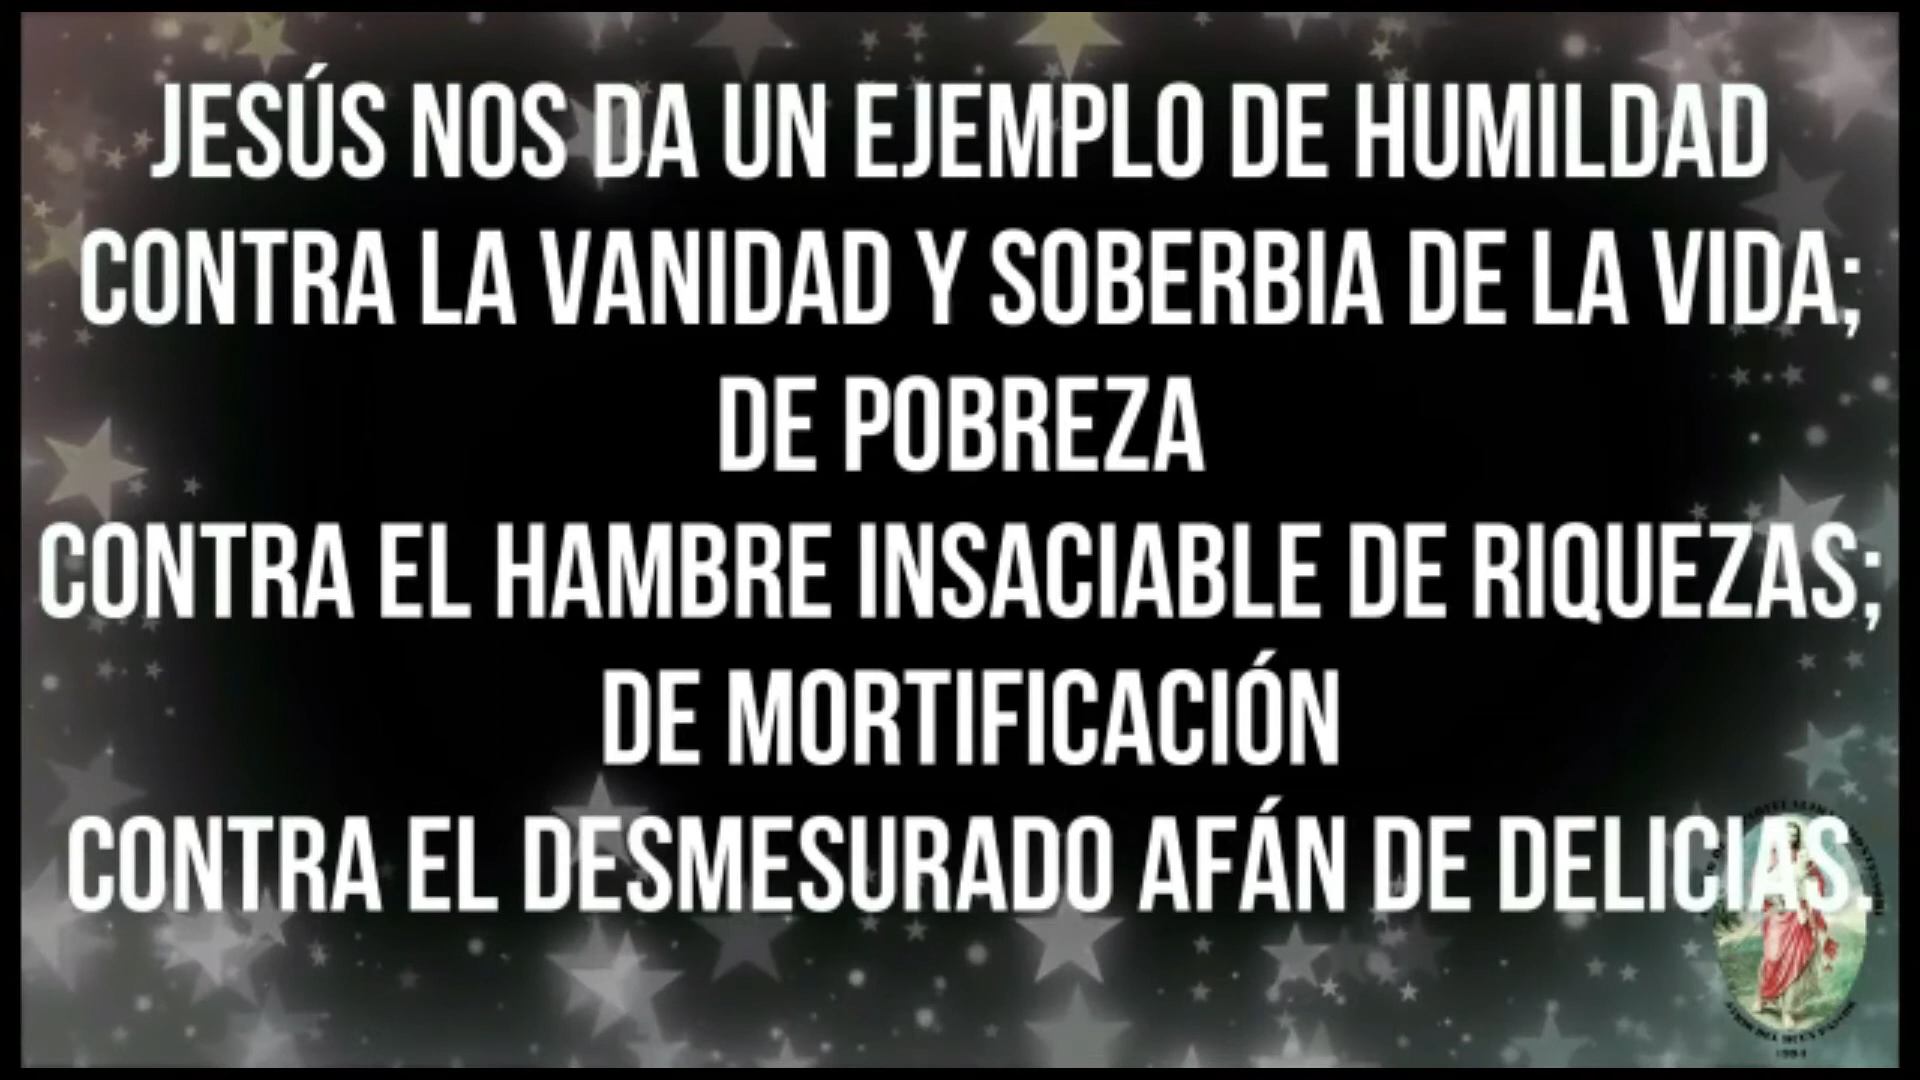 JESÚS NOS DA UN EJEMPLO DE HUMILDAD
CONTRA LA VANIDAD Y SOBERBIA DE LA VIDA;
DE POBREZA
CONTRA EL HAMBRE INSACIABLE DE RIQUEZAS;
DE MORTIFICACIÓN
CONTRA EL DESMESURADO AFÁN DE DELICIAS.